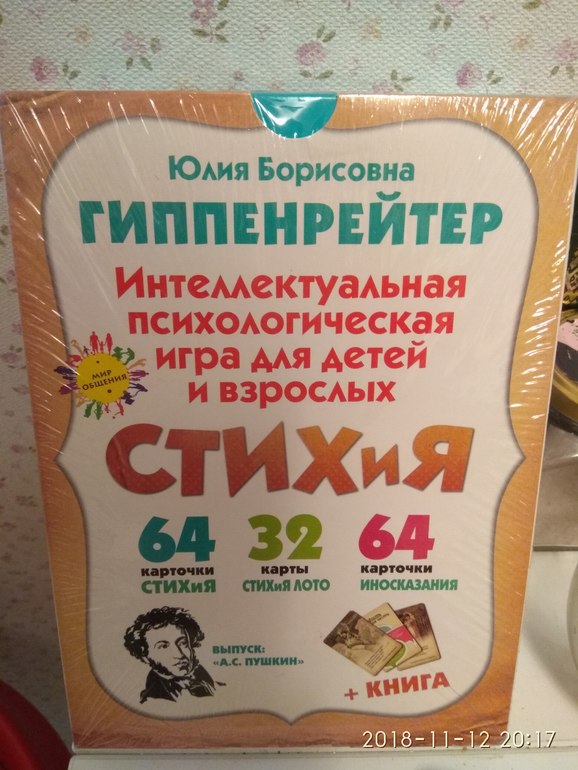 Юлия Борисовна
ГИППЕНРЕЙТЕР
Интеллектуальная
психологическая
игра для детей
и взрослых
МИР
ОБЩЕНИЯ
СТИХиЯ
64
карточки
СТИХиЯ
32
карты
СТИХиЯ ЛОТО
64
карточки
ИНОСКАЗАНИЯ
ВЫПУСК:
«А.С. ПУШКИН»
+ КНИГА
2018-11-12 20:17